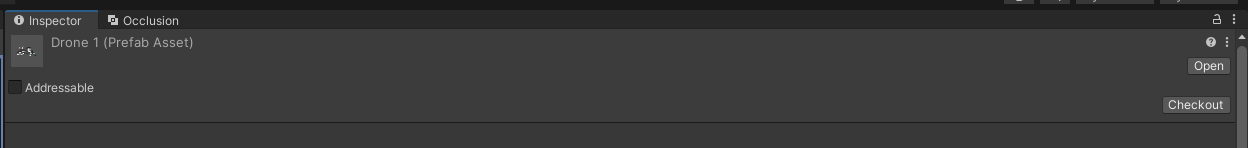 Inspector Occlusion
Drone 1 (Prefab Asset)
Open
Addressable
Checkout